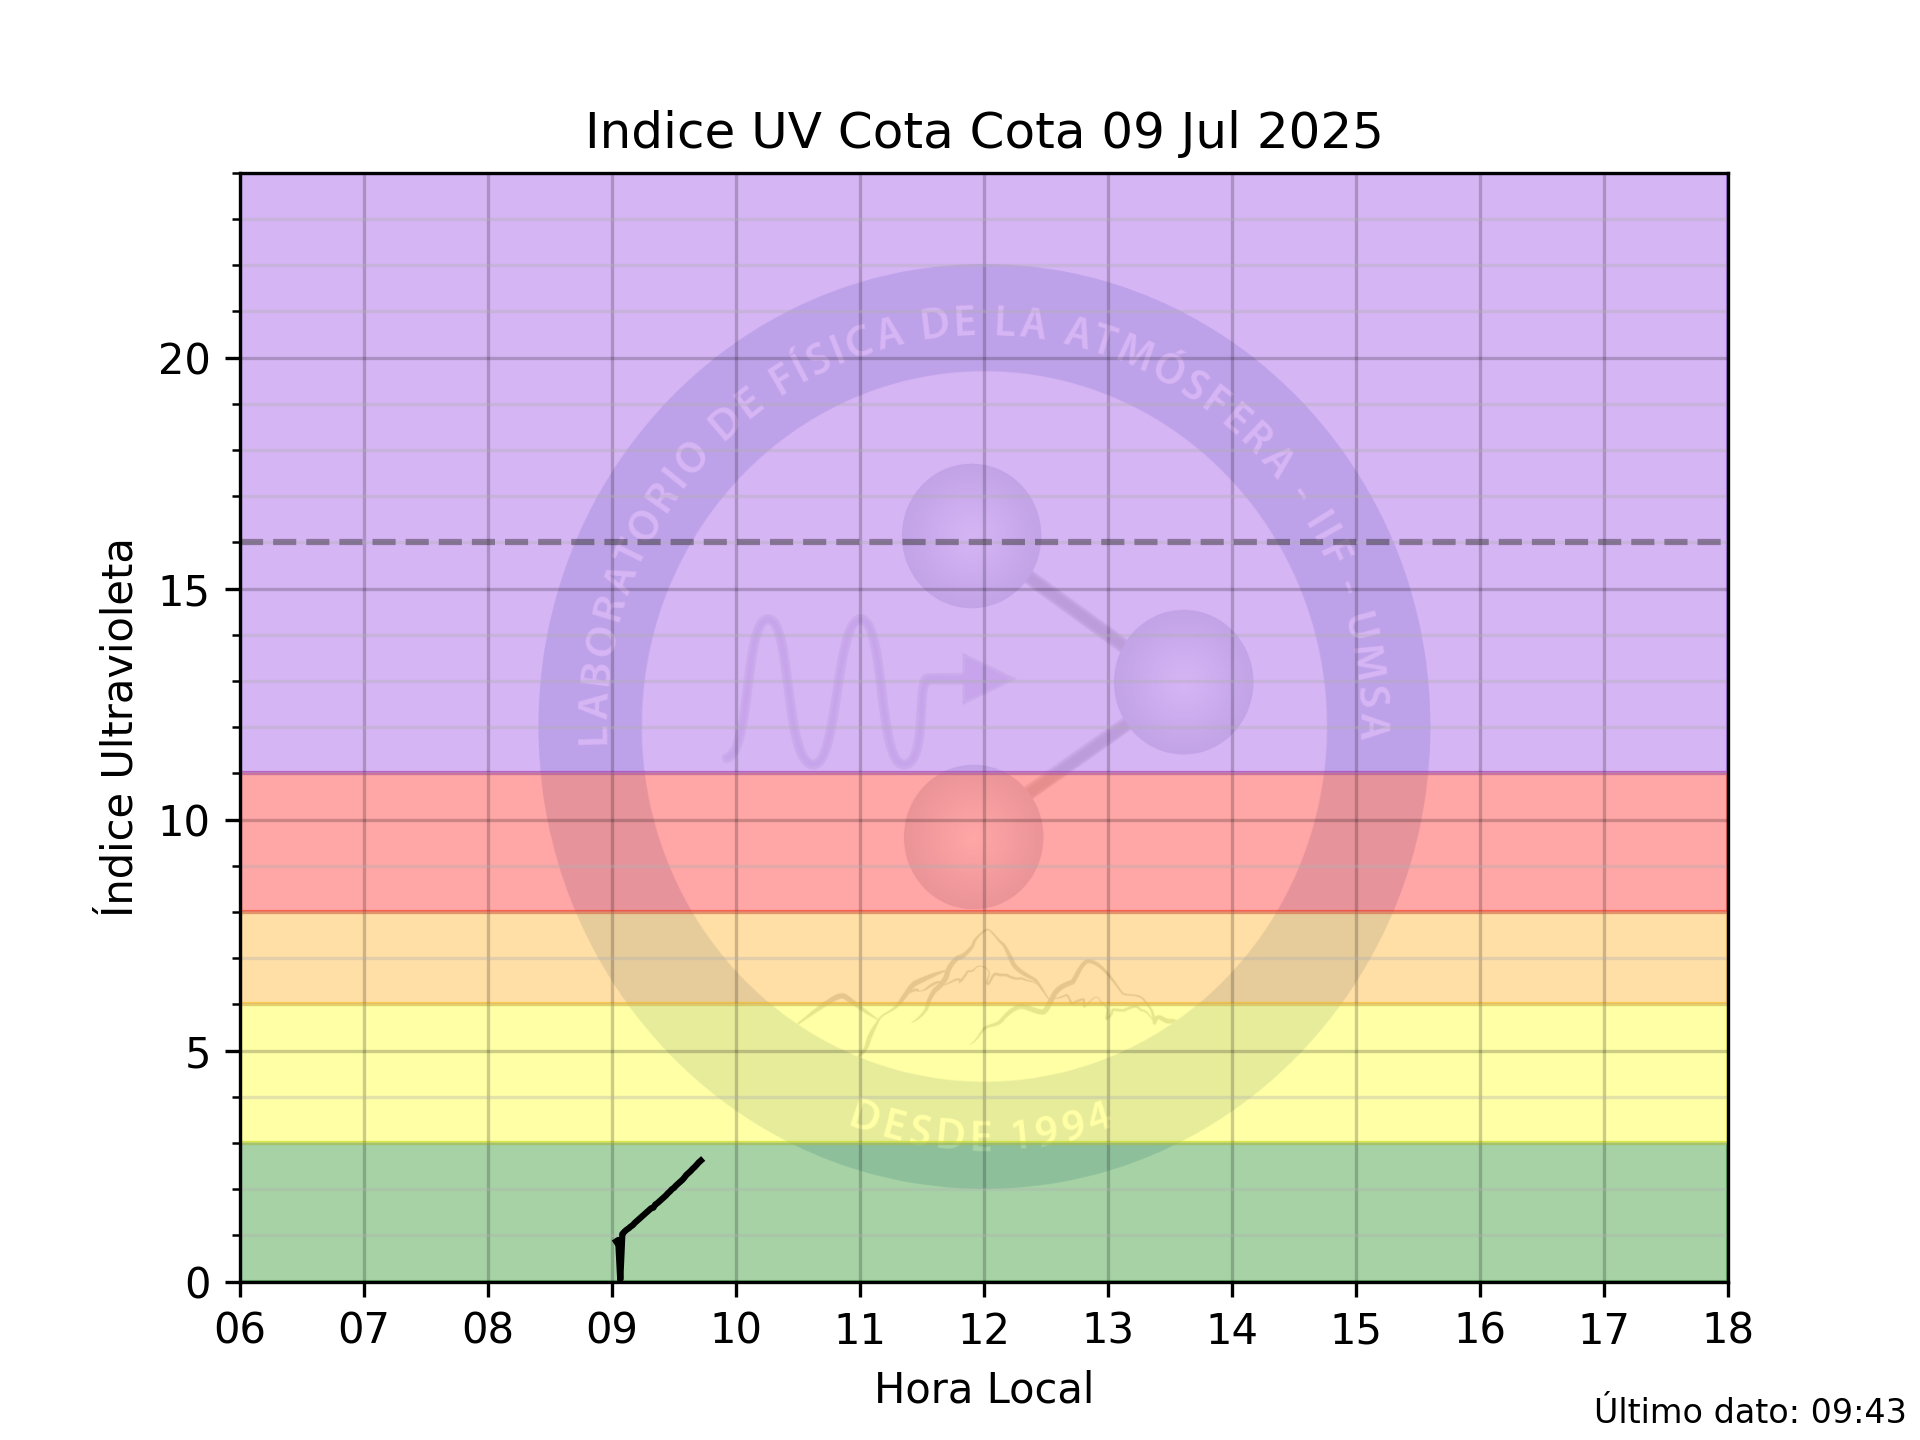 Indice UV Cota Cota 09 Jul 2025
LABORATORIO DE FÍSICA DE LA ATMÓSFERA - IIF - UMSA
DESDE 1994
Índice Ultravioleta
20
15
10
5
0
06 07 08 09 10 11 12 13 14 15 16 17 18
Hora Local
Último dato: 09:43